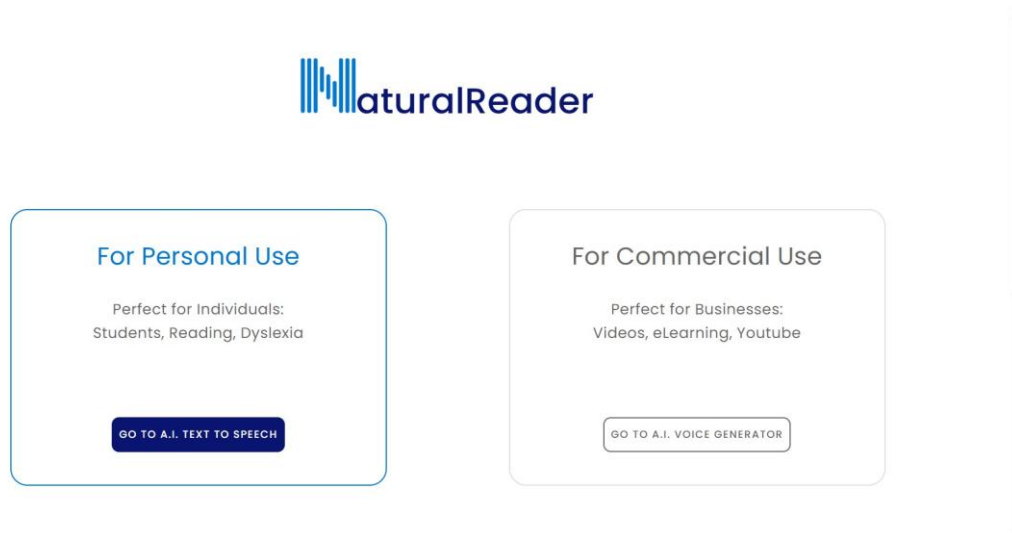 NaturalReader
For Personal Use
Perfect for Individuals:
Students, Reading, Dyslexia
GO TO A.I. TEXT TO SPEECH
For Commercial Use
Perfect for Businesses:
Videos, eLearning, Youtube
GO TO A.I. VOICE GENERATOR